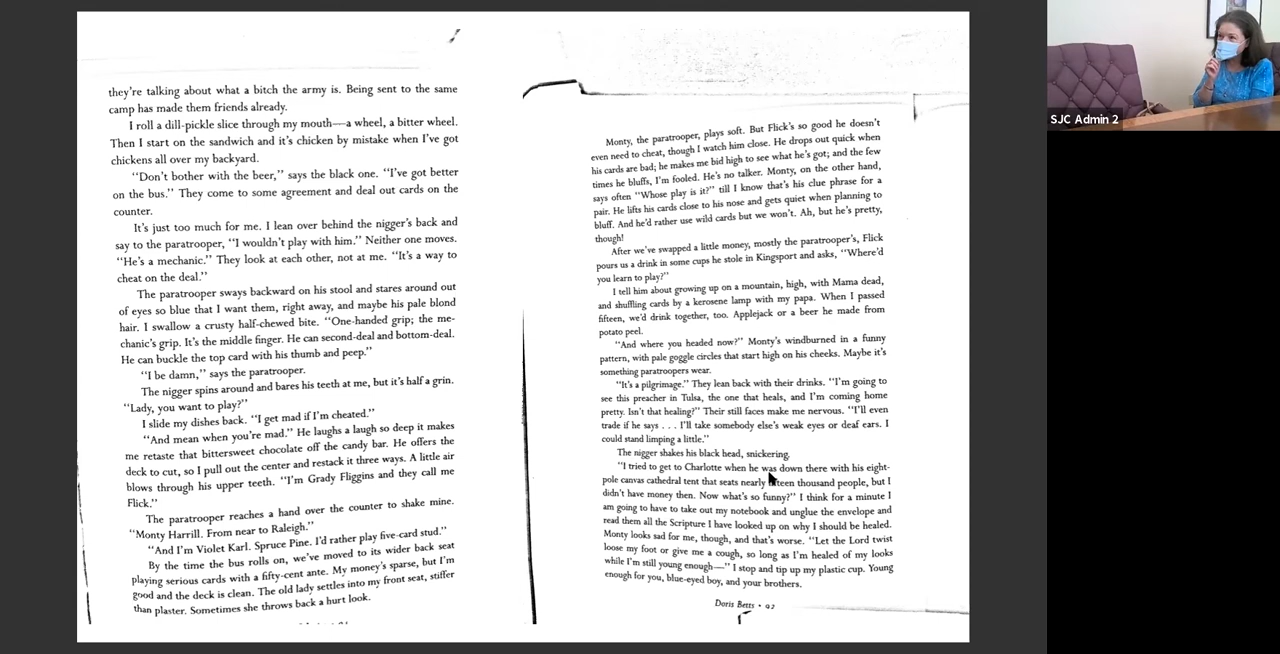 they're talking about what a bitch the army is. Being sent to the same
camp has made them friends already.
I roll a dill-pickle slice through my mouth—a wheel, a bitter wheel.
Then I start on the sandwich and it's chicken by mistake when I've got
chickens all over my backyard.
"Don't bother with the beer," says the black one. "I've got better
on the bus." They come to some agreement and deal out cards on the
counter.
It's just too much for me. I lean over behind the nigger's back and
say to the paratrooper, "I wouldn't play with him." Neither one moves.
"He's a mechanic." They look at each other, not at me. "It's a way to
cheat on the deal."
The paratrooper sways backward on his stool and stares around out
of eyes so blue that I want them, right away, and maybe his pale blond
hair. I swallow a crusty half-chewed bite. "One-handed grip; the me-
chanic's grip. It's the middle finger. He can second-deal and bottom-deal.
He can buckle the top card with his thumb and peep."
"I be damn," says the paratrooper.
The nigger spins around and bares his teeth at me, but it's half a grin.
"Lady, you want to play?"
I slide my dishes back. "I get mad if I'm cheated."
"And mean when you're mad." He laughs a laugh so deep it makes
me retaste that bittersweet chocolate off the candy bar. He offers the
deck to cut, so I pull out the center and restack it three ways. A little air
blows through his upper teeth. "I'm Grady Fliggins and they call me
Flick."
The paratrooper reaches a hand over the counter to shake mine.
"Monty Harrill. From near to Raleigh."
"And I'm Violet Karl. Spruce Pine. I'd rather play five-card stud."
By the time the bus rolls on, we've moved to its wider back seat
playing serious cards with a fifty-cent ante. My money's sparse, but I'm
good and the deck is clean. The old lady settles into my front seat, stiffer
than plaster. Sometimes she throws back a hurt look.
Monty, the paratrooper, plays soft. But Flick's so good he doesn't
even need to cheat, though I watch him close. He drops out quick when
his cards are bad; he makes me bid high to see what he's got; and the few
times he bluffs, I'm fooled. He's no talker. Monty, on the other hand,
says often "Whose play is it?" till I know that's his clue phrase for a
pair. He lifts his cards close to his nose and gets quiet when planning to
bluff. And he'd rather use wild cards but we won't. Ah, but he's pretty,
though!
After we've swapped a little money, mostly the paratrooper's, Flick
pours us a drink in some cups he stole in Kingsport and asks, "Where'd
you learn to play?"
I tell him about growing up on a mountain, high, with Mama dead,
and shuffling cards by a kerosene lamp with my papa. When I passed
fifteen, we'd drink together, too. Applejack or a beer he made from
potato peel.
"And where you headed now?" Monty's windburned in a funny
pattern, with pale goggle circles that start high on his cheeks. Maybe it's
something paratroopers wear.
"It's a pilgrimage." They lean back with their drinks. "I'm going to
see this preacher in Tulsa, the one that heals, and I'm coming home
pretty. Isn't that healing?" Their still faces make me nervous. "I'll even
trade if he says . . . I'll take somebody else's weak eyes or deaf ears. I
could stand limping a little."
The nigger shakes his black head, snickering.
"I tried to get to Charlotte when he was down there with his eight-
pole canvas cathedral tent that seats nearly fifteen thousand people, but I
didn't have money then. Now what's so funny?" I think for a minute I
am going to have to take out my notebook and unglue the envelope and
read them all the Scripture I have looked up on why I should be healed.
Monty looks sad for me, though, and that's worse. "Let the Lord twist
loose my foot or give me a cough, so long as I'm healed of my looks
while I'm still young enough—" I stop and tip up my plastic cup. Young
enough for you, blue-eyed boy, and your brothers.
Doris Betts • 92
SJC Admin 2